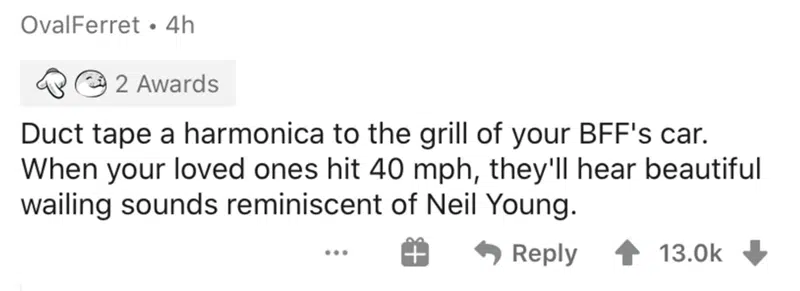 OvalFerret • 4h
2 Awards
Duct tape a harmonica to the grill of your BFF's car.
When your loved ones hit 40 mph, they'll hear beautiful
wailing sounds reminiscent of Neil Young.
Reply 13.0k